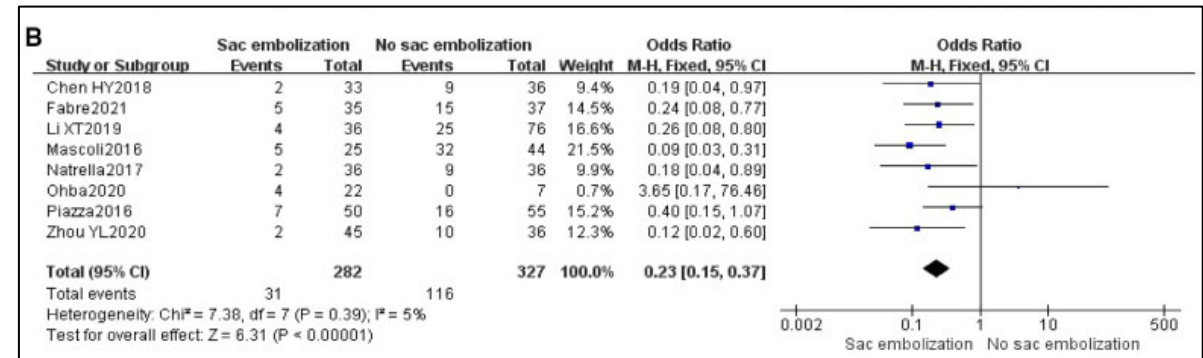 B
Sac embolization No sac embolization Odds Ratio Odds Ratio
Study or Subgroup Events Total Events Total Weight M-H, Fixed, 95% CI M-H, Fixed, 95% CI
Chen HY2018 2 33 9 36 9.4% 0.19 [0.04, 0.97]
Fabre2021 5 35 15 37 14.5% 0.24 [0.08, 0.77]
Li XT2019 4 36 25 76 16.6% 0.26 [0.08, 0.80]
Mascoli2016 5 25 32 44 21.5% 0.09 [0.03, 0.31]
Natrella2017 2 36 9 36 9.9% 0.18 [0.04, 0.89]
Ohba2020 4 22 0 7 0.7% 3.65 [0.17, 76.46]
Piazza2016 7 50 16 55 15.2% 0.40 [0.15, 1.07]
Zhou YL2020 2 45 10 36 12.3% 0.12 [0.02, 0.60]
Total (95% CI) 282 327 100.0% 0.23 [0.15, 0.37]
Total events 31 116
Heterogeneity: Chi² = 7.38, df = 7 (P = 0.39); I² = 5%
Test for overall effect: Z = 6.31 (P < 0.00001)
0.002 0.1 1 10 500
Sac embolization No sac embolization